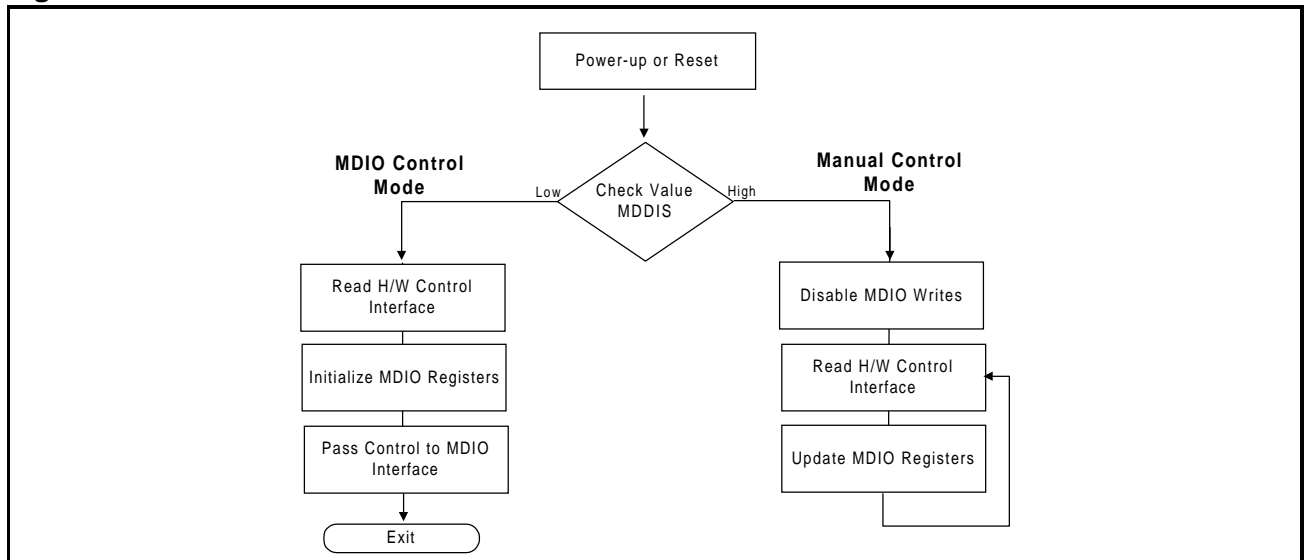 Power-up or Reset
MDIO Control
Mode
Manual Control
Mode
Low
Check Value
MDDIS
High
Read H/W Control
Interface
Initialize MDIO Registers
Pass Control to MDIO
Interface
Exit
Disable MDIO Writes
Read H/W Control
Interface
Update MDIO Registers